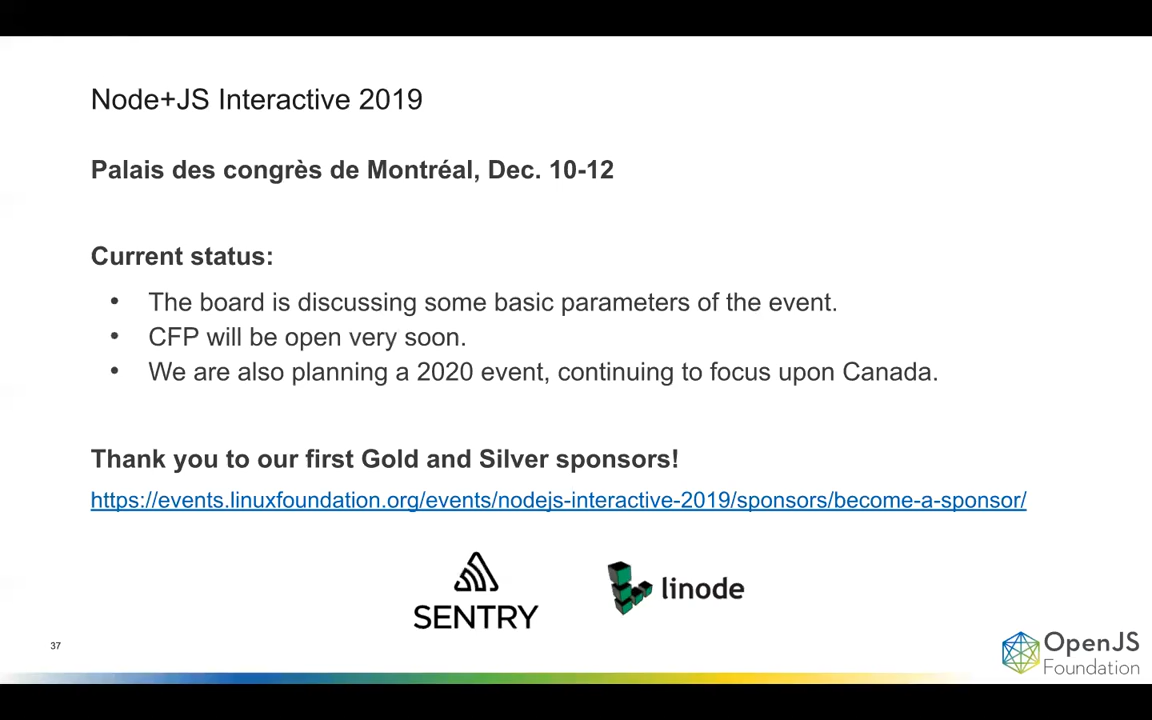 Node+JS Interactive 2019
Palais des congrès de Montréal, Dec. 10-12
Current status:
• The board is discussing some basic parameters of the event.
• CFP will be open very soon.
• We are also planning a 2020 event, continuing to focus upon Canada.
Thank you to our first Gold and Silver sponsors!
https://events.linuxfoundation.org/events/nodejs-interactive-2019/sponsors/become-a-sponsor/
SENTRY
linode
37
OpenJS
Foundation